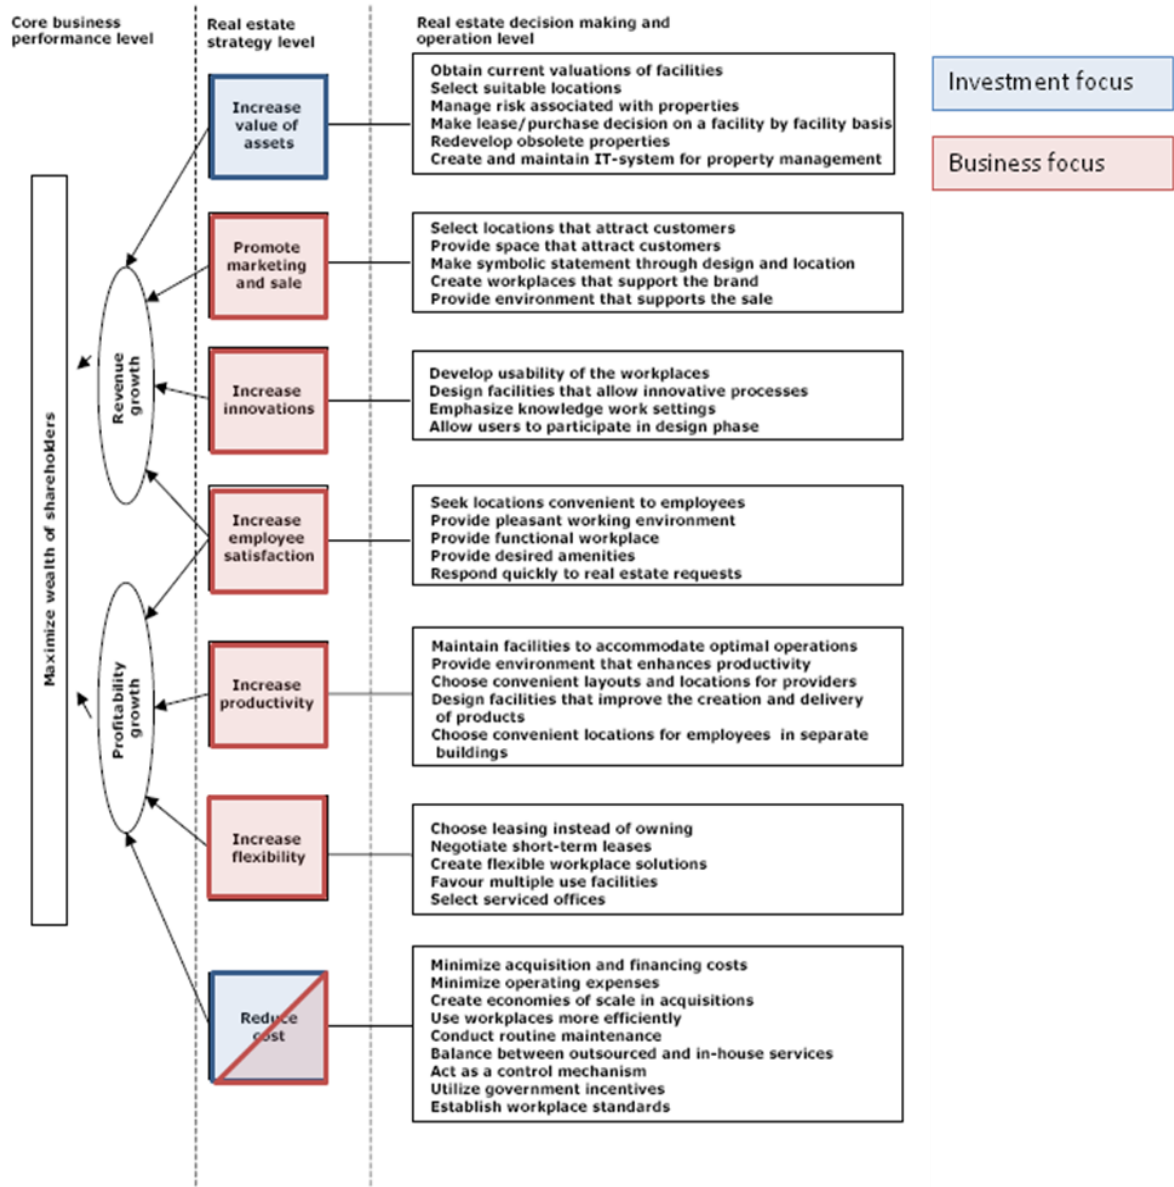 Core business
performance level
Real estate
strategy level
Real estate decision making and
operation level
Investment focus
Business focus
Maximize wealth of shareholders
Revenue
growth
Profitability
growth
Increase
value of
assets
Obtain current valuations of facilities
Select suitable locations
Manage risk associated with properties
Make lease/purchase decision on a facility by facility basis
Redevelop obsolete properties
Create and maintain IT-system for property management
Promote
marketing
and sale
Select locations that attract customers
Provide space that attract customers
Make symbolic statement through design and location
Create workplaces that support the brand
Provide environment that supports the sale
Increase
innovations
Develop usability of the workplaces
Design facilities that allow innovative processes
Emphasize knowledge work settings
Allow users to participate in design phase
Increase
employee
satisfaction
Seek locations convenient to employees
Provide pleasant working environment
Provide functional workplace
Provide desired amenities
Respond quickly to real estate requests
Increase
productivity
Maintain facilities to accommodate optimal operations
Provide environment that enhances productivity
Choose convenient layouts and locations for providers
Design facilities that improve the creation and delivery
of products
Choose convenient locations for employees in separate
buildings
Increase
flexibility
Choose leasing instead of owning
Negotiate short-term leases
Create flexible workplace solutions
Favour multiple use facilities
Select serviced offices
Reduce
cost
Minimize acquisition and financing costs
Minimize operating expenses
Create economies of scale in acquisitions
Use workplaces more efficiently
Conduct routine maintenance
Balance between outsourced and in-house services
Act as a control mechanism
Utilize government incentives
Establish workplace standards